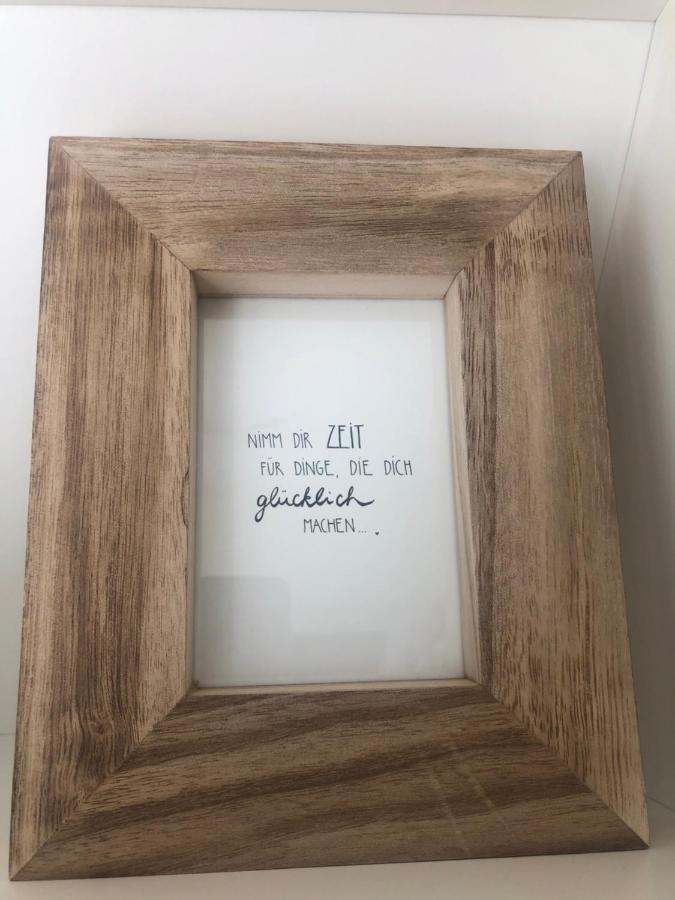 NIMM DIR ZEIT
FÜR DINGE, DIE DICH
glücklich
MACHEN...